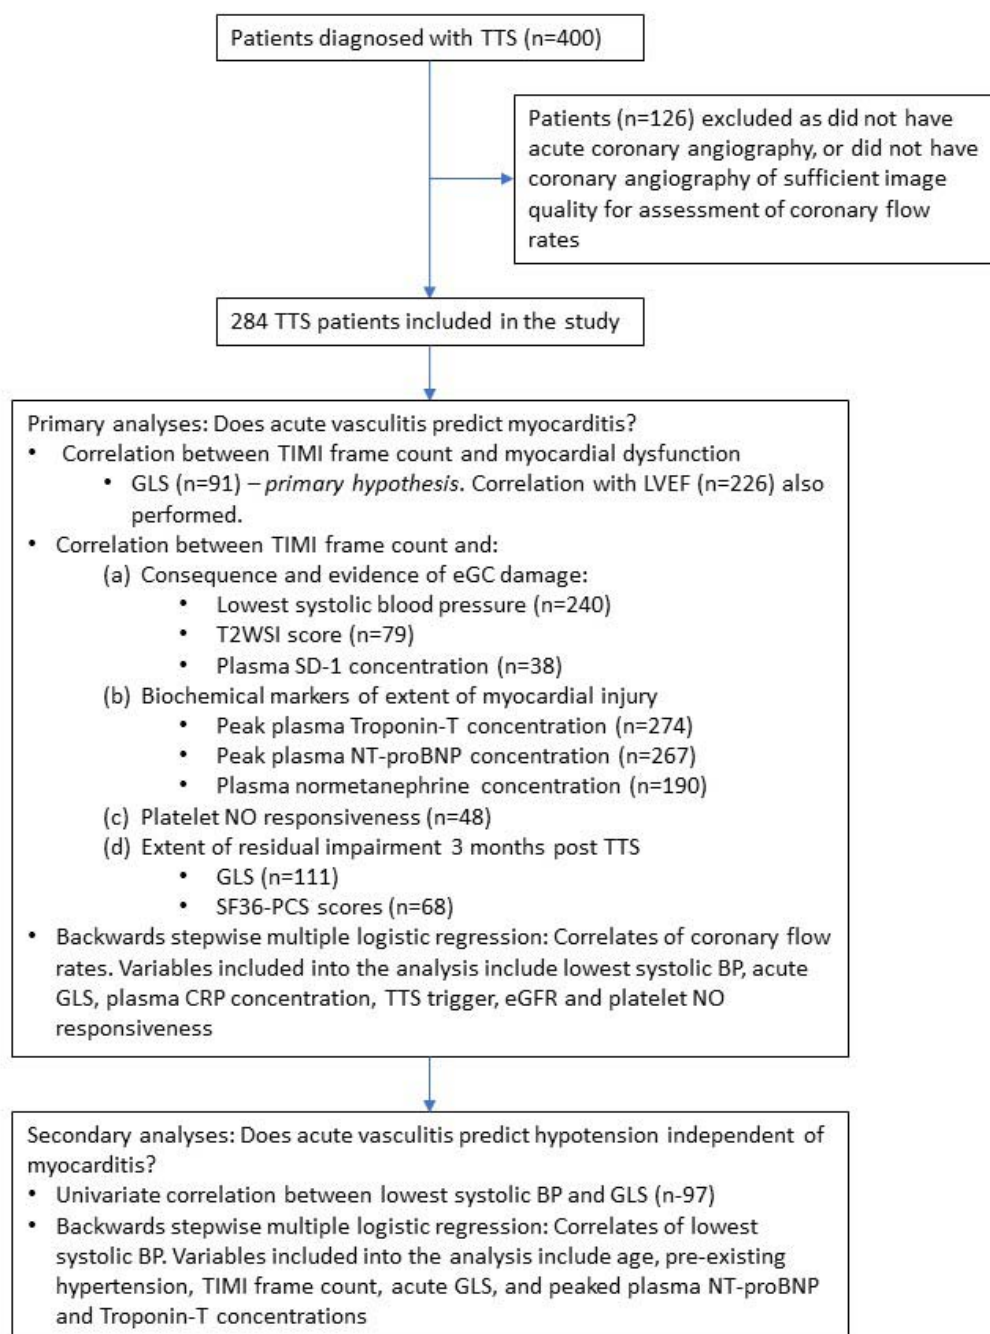 Patients diagnosed with TTS (n=400)
Patients (n=126) excluded as did not have
acute coronary angiography, or did not have
coronary angiography of sufficient image
quality for assessment of coronary flow
rates
284 TTS patients included in the study
Primary analyses: Does acute vasculitis predict myocarditis?
• Correlation between TIMI frame count and myocardial dysfunction
• GLS (n=91) – primary hypothesis. Correlation with LVEF (n=226) also
performed.
• Correlation between TIMI frame count and:
(a) Consequence and evidence of eGC damage:
• Lowest systolic blood pressure (n=240)
• T2WSI score (n=79)
• Plasma SD-1 concentration (n=38)
(b) Biochemical markers of extent of myocardial injury
• Peak plasma Troponin-T concentration (n=274)
• Peak plasma NT-proBNP concentration (n=267)
• Plasma normetanephrine concentration (n=190)
(c) Platelet NO responsiveness (n=48)
(d) Extent of residual impairment 3 months post TTS
• GLS (n=111)
• SF36-PCS scores (n=68)
• Backwards stepwise multiple logistic regression: Correlates of coronary flow
rates. Variables included into the analysis include lowest systolic BP, acute
GLS, plasma CRP concentration, TTS trigger, eGFR and platelet NO
responsiveness
Secondary analyses: Does acute vasculitis predict hypotension independent of
myocarditis?
• Univariate correlation between lowest systolic BP and GLS (n-97)
• Backwards stepwise multiple logistic regression: Correlates of lowest
systolic BP. Variables included into the analysis include age, pre-existing
hypertension, TIMI frame count, acute GLS, and peaked plasma NT-proBNP
and Troponin-T concentrations